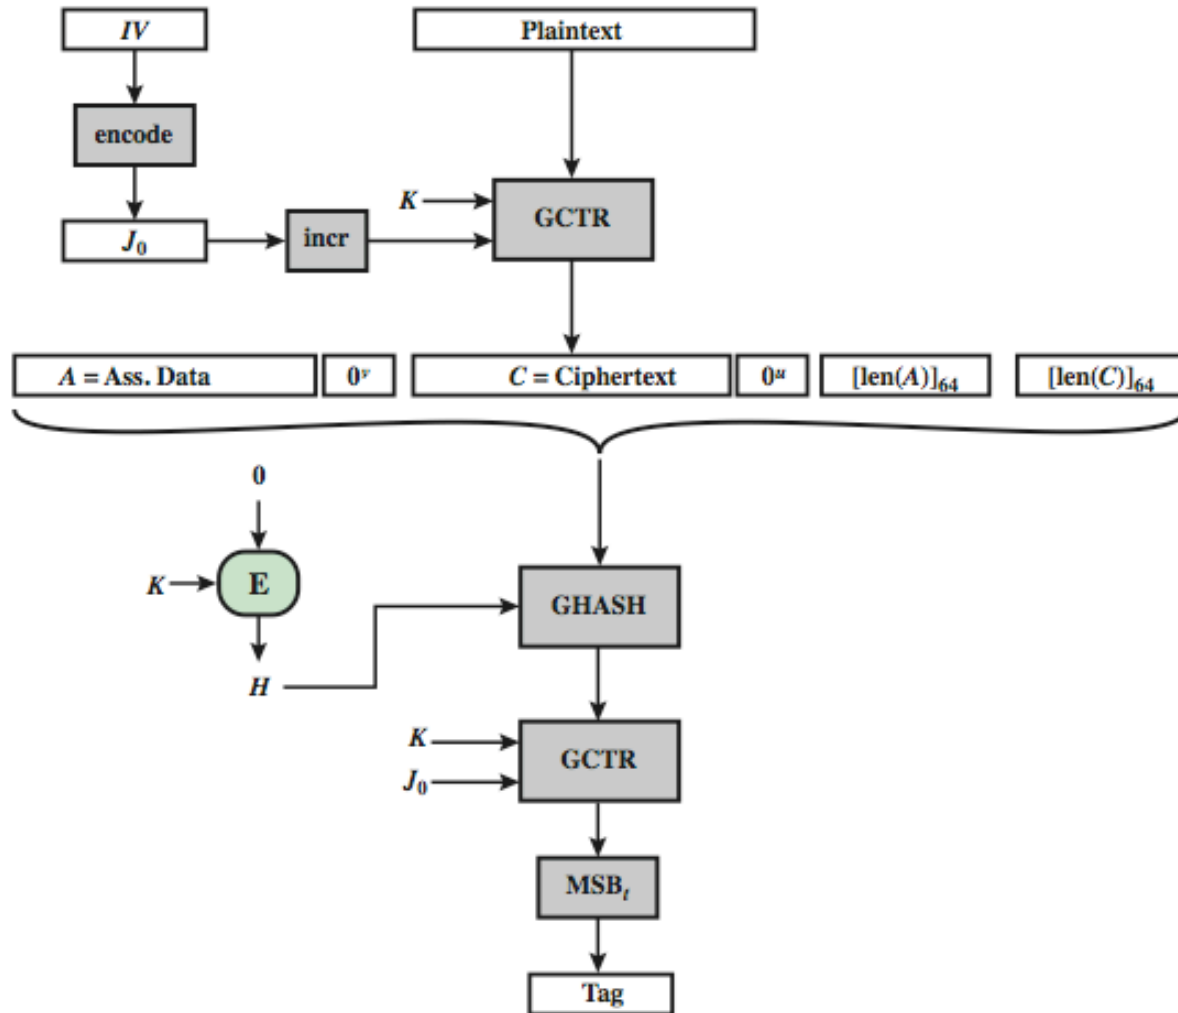 IV
Plaintext
encode
K
GCTR
J₀
incr
A = Ass. Data
0ᵛ
C = Ciphertext
0ᵘ
[len(A)]₆₄
[len(C)]₆₄
0
K
E
GHASH
H
K
GCTR
J₀
MSBₜ
Tag